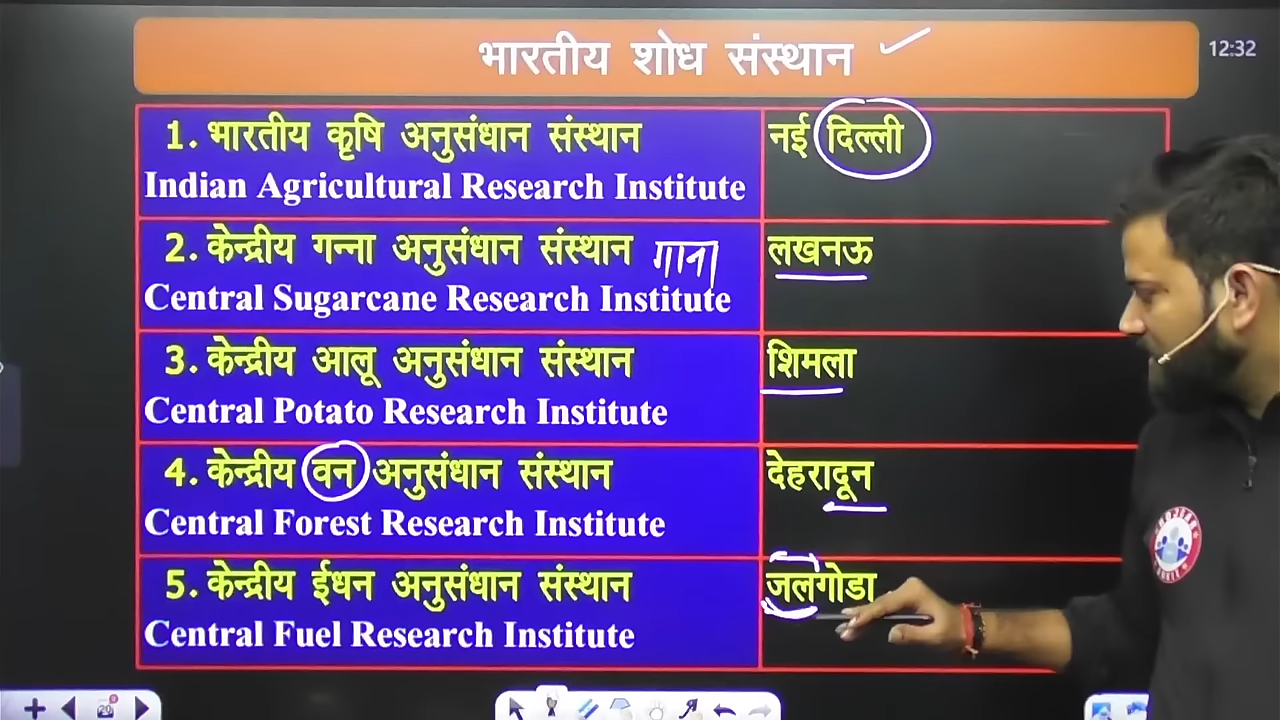 भारतीय शोध संस्थान
12:32
1. भारतीय कृषि अनुसंधान संस्थान
Indian Agricultural Research Institute
नई दिल्ली
2. केन्द्रीय गन्ना अनुसंधान संस्थान गाना
Central Sugarcane Research Institute
लखनऊ
3. केन्द्रीय आलू अनुसंधान संस्थान
Central Potato Research Institute
शिमला
4. केन्द्रीय वन अनुसंधान संस्थान
Central Forest Research Institute
देहरादून
5. केन्द्रीय ईधन अनुसंधान संस्थान
Central Fuel Research Institute
जलगोडा
20